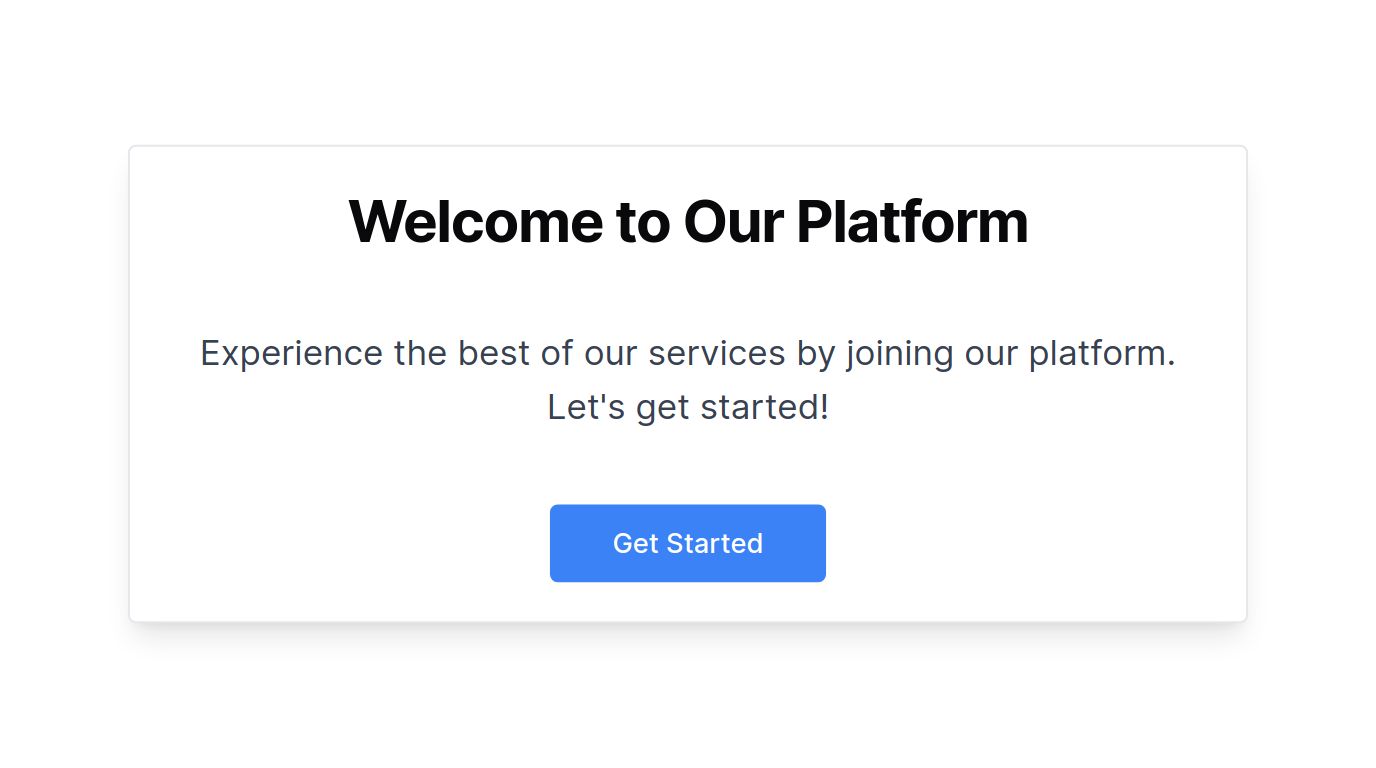 Welcome to Our Platform
Experience the best of our services by joining our platform.
Let's get started!
Get Started